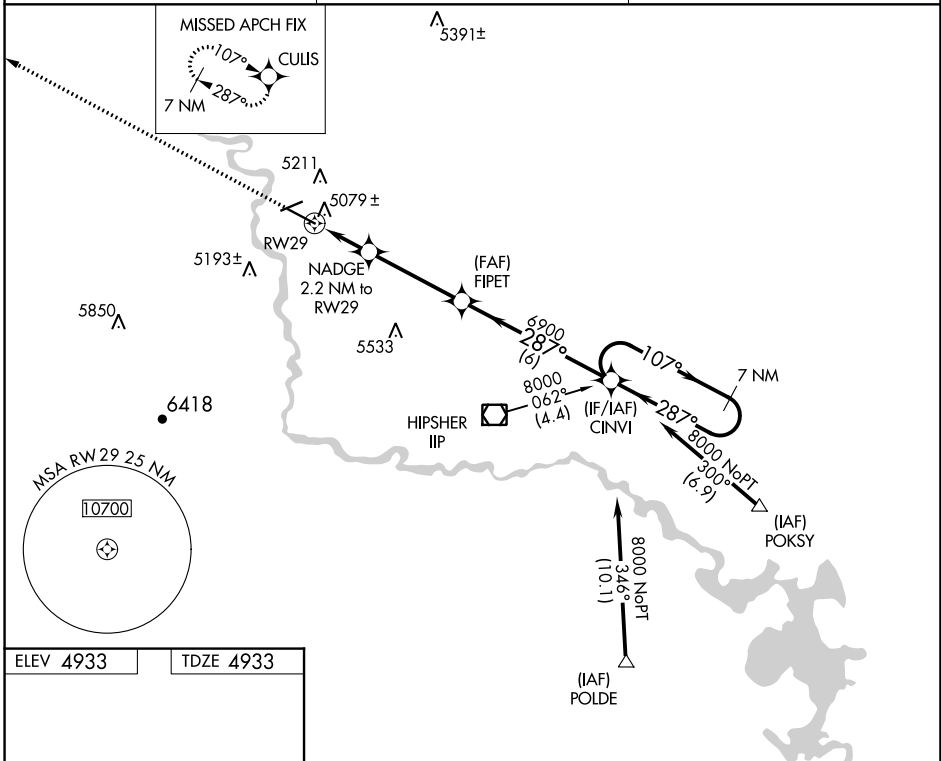 MISSED APCH FIX
107°
CULIS
287°
7 NM
5391±
5211
5079±
RW29
5193±
NADGE
2.2 NM to
RW29
(FAF)
FIPET
5850
5533
6900
287°
(6)
107°
7 NM
8000
062°
(4.4)
HIPSHER
IIP
(IF/IAF)
CINVI
287°
6418
8000 NoPT
300°
(6.9)
(IAF)
POKSY
MSA RW29 25 NM
10700
8000 NoPT
346°
(10.1)
(IAF)
POLDE
ELEV 4933
TDZE 4933